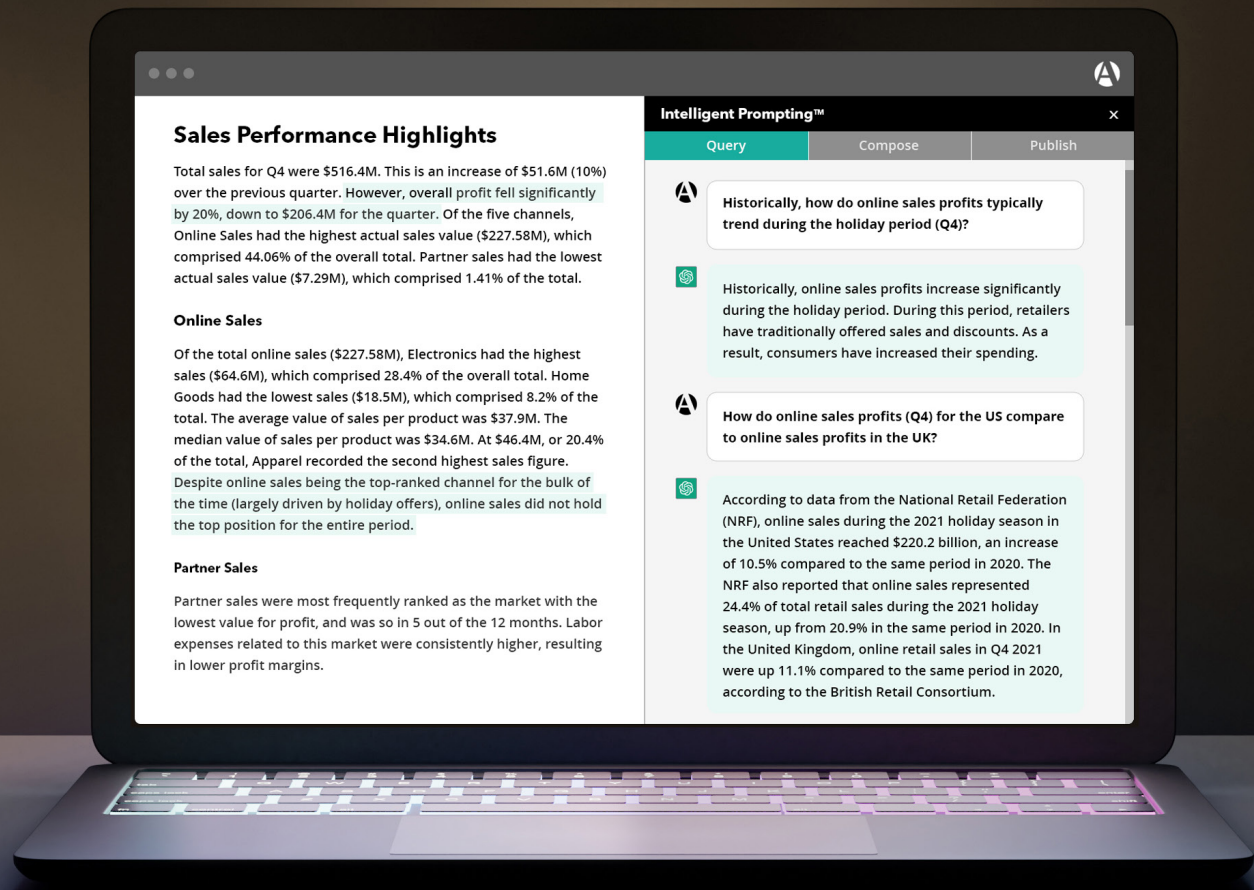 Sales Performance Highlights
Total sales for Q4 were $516.4M. This is an increase of $51.6M (10%)
over the previous quarter. However, overall profit fell significantly
by 20%, down to $206.4M for the quarter. Of the five channels,
Online Sales had the highest actual sales value ($227.58M), which
comprised 44.06% of the overall total. Partner sales had the lowest
actual sales value ($7.29M), which comprised 1.41% of the total.
Online Sales
Of the total online sales ($227.58M), Electronics had the highest
sales ($64.6M), which comprised 28.4% of the overall total. Home
Goods had the lowest sales ($18.5M), which comprised 8.2% of the
total. The average value of sales per product was $37.9M. The
median value of sales per product was $34.6M. At $46.4M, or 20.4%
of the total, Apparel recorded the second highest sales figure.
Despite online sales being the top-ranked channel for the bulk of
the time (largely driven by holiday offers), online sales did not hold
the top position for the entire period.
Partner Sales
Partner sales were most frequently ranked as the market with the
lowest value for profit, and was so in 5 out of the 12 months. Labor
expenses related to this market were consistently higher, resulting
in lower profit margins.
Intelligent Prompting™ x
Query Compose Publish
Historically, how do online sales profits typically
trend during the holiday period (Q4)?
Historically, online sales profits increase significantly
during the holiday period. During this period, retailers
have traditionally offered sales and discounts. As a
result, consumers have increased their spending.
How do online sales profits (Q4) for the US compare
to online sales profits in the UK?
According to data from the National Retail Federation
(NRF), online sales during the 2021 holiday season in
the United States reached $220.2 billion, an increase
of 10.5% compared to the same period in 2020. The
NRF also reported that online sales represented
24.4% of total retail sales during the 2021 holiday
season, up from 20.9% in the same period in 2020. In
the United Kingdom, online retail sales in Q4 2021
were up 11.1% compared to the same period in 2020,
according to the British Retail Consortium.